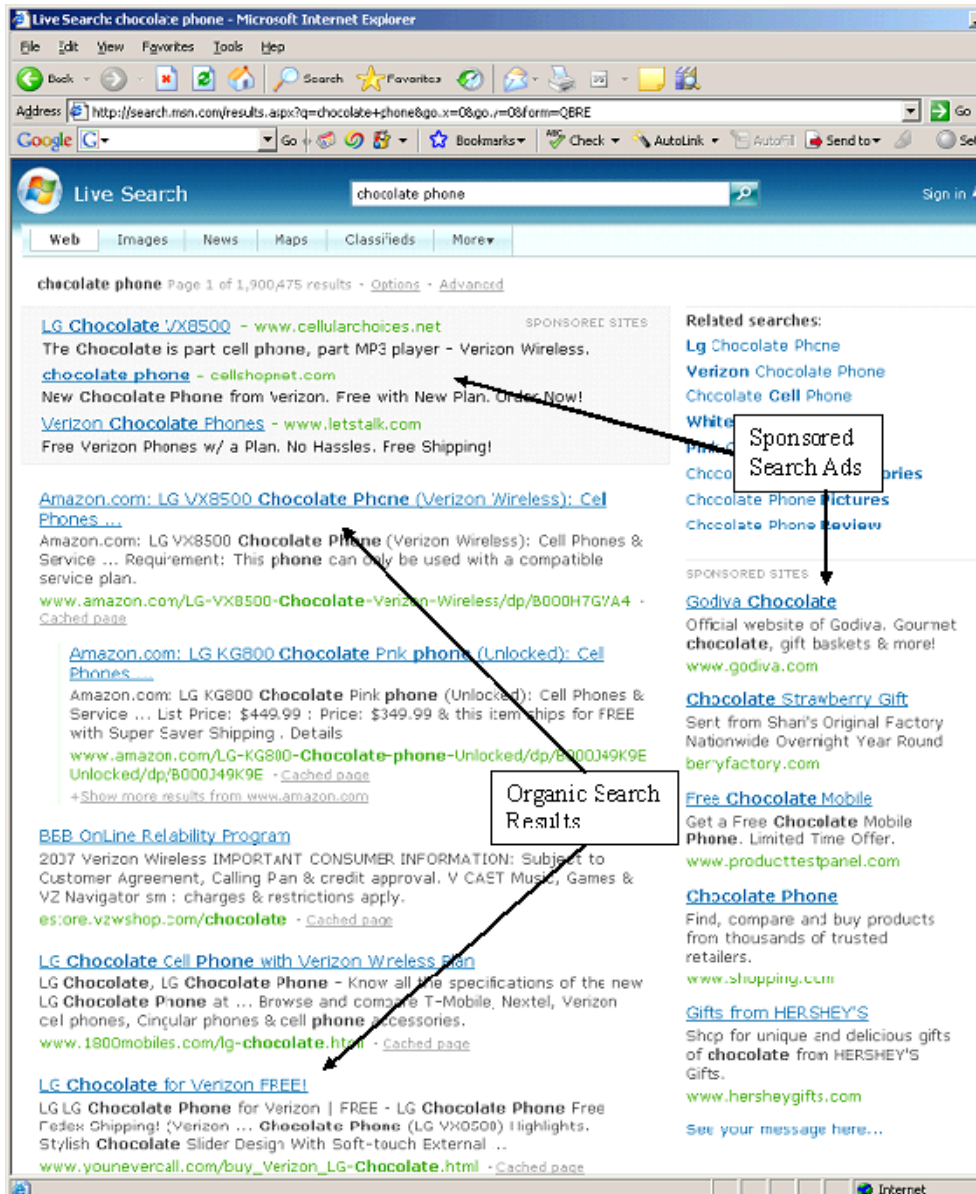 Live Search: chocolate phone - Microsoft Internet Explorer
File Edit View Favorites Tools Help
Back Search Favorites
Address http://search.msn.com/results.aspx?q=chocolate+phone&go.x=0&go.y=0&form=QBRE Go
Google G Go Bookmarks Check AutoLink AutoFill Send to
Live Search chocolate phone Sign in
Web Images News Maps Classifieds More
chocolate phone Page 1 of 1,900,475 results · Options · Advanced
LG Chocolate VX8500 - www.cellularchoices.net SPONSORED SITES
The Chocolate is part cell phone, part MP3 player - Verizon Wireless.
chocolate phone - cellshopnet.com
New Chocolate Phone from Verizon. Free with New Plan. Order Now!
Verizon Chocolate Phones - www.letstalk.com
Free Verizon Phones w/ a Plan. No Hassles. Free Shipping!
Amazon.com: LG VX8500 Chocolate Phone (Verizon Wireless): Cell
Phones ...
Amazon.com: LG VX8500 Chocolate Phone (Verizon Wireless): Cell Phones &
Service ... Requirement: This phone can only be used with a compatible
service plan.
www.amazon.com/LG-VX8500-Chocolate-Verizon-Wireless/dp/B000H7GVA4 ·
Cached page
Amazon.com: LG KG800 Chocolate Pink phone (Unlocked): Cell
Phones ...
Amazon.com: LG KG800 Chocolate Pink phone (Unlocked): Cell Phones &
Service ... List Price: $449.99 : Price: $349.99 & this item ships for FREE
with Super Saver Shipping . Details
www.amazon.com/LG-KG800-Chocolate-phone-Unlocked/dp/B000J49K9E
Unlocked/dp/B000J49K9E · Cached page
+Show more results from www.amazon.com
BEB OnLine Reliability Program
2007 Verizon Wireless IMPORTANT CONSUMER INFORMATION: Subject to
Customer Agreement, Calling Plan & credit approval. V CAST Music, Games &
VZ Navigator sm : charges & restrictions apply.
estore.vzwshop.com/chocolate · Cached page
LG Chocolate Cell Phone with Verizon Wireless Plan
LG Chocolate, LG Chocolate Phone - Know all the specifications of the new
LG Chocolate Phone at ... Browse and compare T-Mobile, Nextel, Verizon
cell phones, Cingular phones & cell phone accessories.
www.1800mobiles.com/lg-chocolate.html · Cached page
LG Chocolate for Verizon FREE!
LG LG Chocolate Phone for Verizon | FREE - LG Chocolate Phone Free
Fedex Shipping! (Verizon ... Chocolate Phone (LG VX8500) Highlights.
Stylish Chocolate Slider Design With Soft-touch External ..
www.younevercall.com/buy_Verizon_LG-Chocolate.html · Cached page
Related searches:
Lg Chocolate Phone
Verizon Chocolate Phone
Chocolate Cell Phone
White
Chocolate Phone Pictures
Chocolate Phone Review
Sponsored
Search Ads
SPONSORED SITES
Godiva Chocolate
Official website of Godiva. Gourmet
chocolate, gift baskets & more!
www.godiva.com
Chocolate Strawberry Gift
Sent from Shari's Original Factory
Nationwide Overnight Year Round
berryfactory.com
Free Chocolate Mobile
Get a Free Chocolate Mobile
Phone. Limited Time Offer.
www.producttestpanel.com
Chocolate Phone
Find, compare and buy products
from thousands of trusted
retailers.
www.shopping.com
Gifts from HERSHEY'S
Shop for unique and delicious gifts
of chocolate from HERSHEY'S
Gifts.
www.hersheygifts.com
See your message here...
Organic Search
Results
Internet